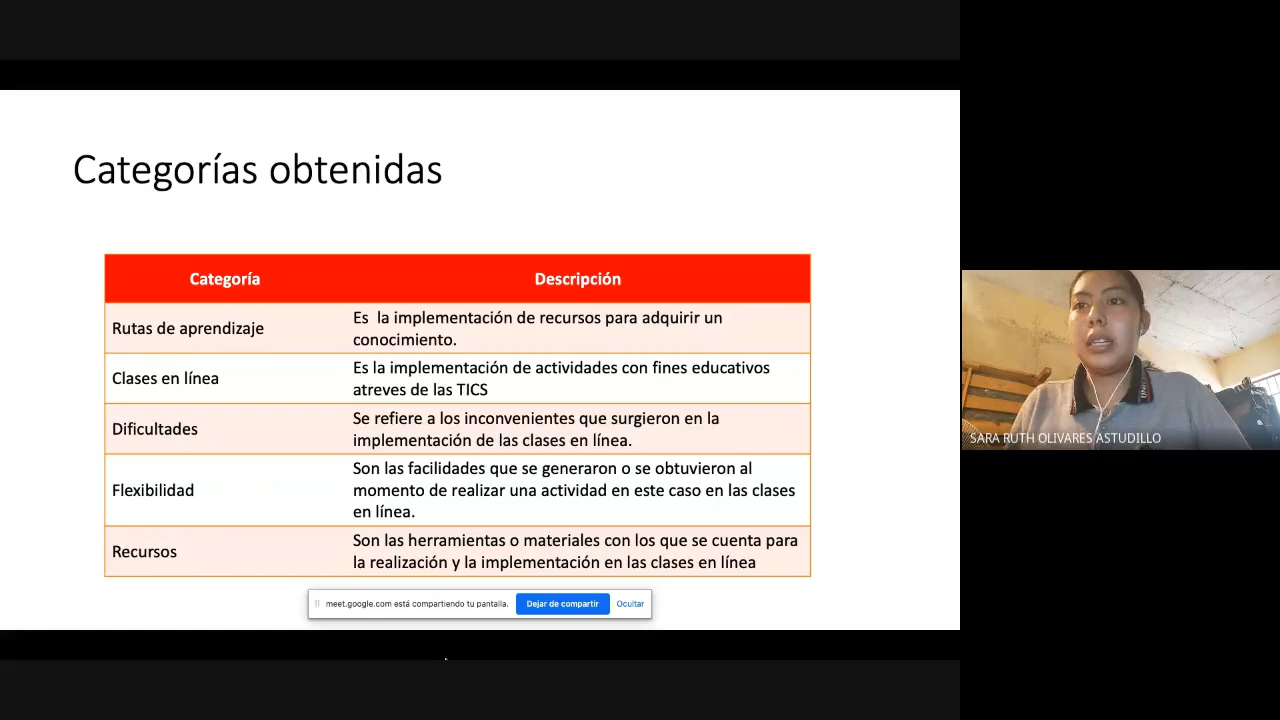 Categorías obtenidas
Categoría
Descripción
Rutas de aprendizaje
Es  la implementación de recursos para adquirir un
conocimiento.
Clases en línea
Es la implementación de actividades con fines educativos
atreves de las TICS
Dificultades
Se refiere a los inconvenientes que surgieron en la
implementación de las clases en línea.
Flexibilidad
Son las facilidades que se generaron o se obtuvieron al
momento de realizar una actividad en este caso en las clases
en línea.
Recursos
Son las herramientas o materiales con los que se cuenta para
la realización y la implementación en las clases en línea
meet.google.com está compartiendo tu pantalla. Dejar de compartir Ocultar
SARA RUTH OLIVARES ASTUDILLO